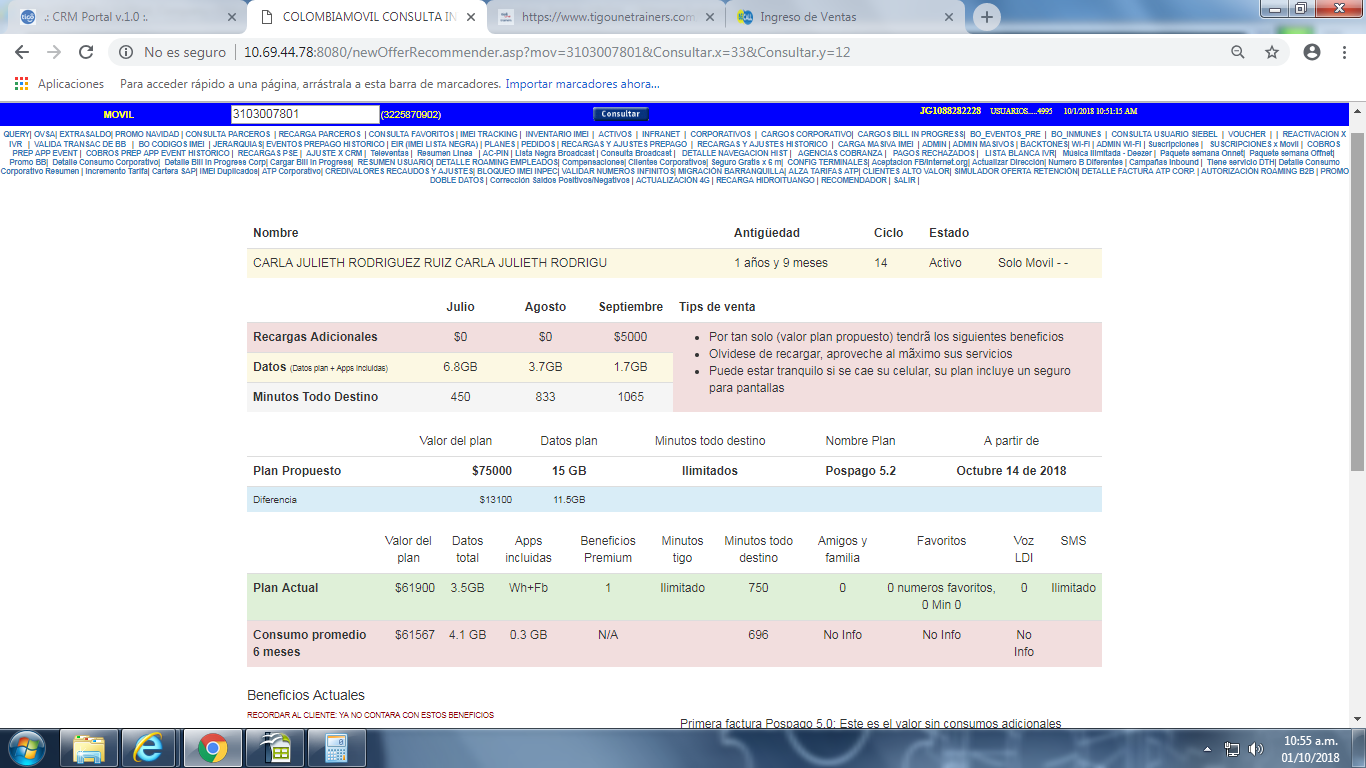 .: CRM Portal v.1.0 :.
COLOMBIAMOVIL CONSULTA IN
https://www.tigounetrainers.com
Ingreso de Ventas
No es seguro | 10.69.44.78:8080/newOfferRecommender.asp?mov=3103007801&Consultar.x=33&Consultar.y=12
Aplicaciones Para acceder rápido a una página, arrástrala a esta barra de marcadores. Importar marcadores ahora...
MOVIL 3103007801 (3225870902) Consultar JG1088282228 USUARIOS.....4995 10/1/2018 10:51:15 AM
QUERY| OVSA| EXTRASALDO| PROMO NAVIDAD | CONSULTA PARCEROS | RECARGA PARCEROS | CONSULTA FAVORITOS | IMEI TRACKING | INVENTARIO IMEI | ACTIVOS | INFRANET | CORPORATIVOS | CARGOS CORPORATIVO| CARGOS BILL IN PROGRESS| BO_EVENTOS_PRE | BO_INMUNES | CONSULTA USUARIO SIEBEL | VOUCHER | | REACTIVACION X
IVR | VALIDA TRANSAC DE BB | BO CODIGOS IMEI | JERARQUIAS| EVENTOS PREPAGO HISTORICO | EIR (IMEI LISTA NEGRA) | PLANES | PEDIDOS | RECARGAS Y AJUSTES PREPAGO | RECARGAS Y AJUSTES HISTORICO | CARGA MASIVA IMEI | ADMIN | ADMIN MASIVOS | BACKTONES| WI-FI | ADMIN WI-FI | Suscripciones | SUSCRIPCIONES x Movil | COBROS
PREP APP EVENT | COBROS PREP APP EVENT HISTORICO | RECARGAS PSE | AJUSTE X CRM | Televentas | Resumen Linea | AC-PIN | Lista Negra Broadcast | Consulta Broadcast | DETALLE NAVEGACION HIST | AGENCIAS COBRANZA | PAGOS RECHAZADOS | LISTA BLANCA IVR| Música Ilimitada - Deezer | Paquete semana Onnet| Paquete semana Offnet|
Promo BB| Detalle Consumo Corporativo| Detalle Bill In Progress Corp| Cargar Bill in Progress| RESUMEN USUARIO| DETALLE ROAMING EMPLEADOS| Compensaciones| Clientes Corporativos| Seguro Gratis x 6 m| CONFIG TERMINALES| Aceptacion FB/Internet.org| Actualizar Dirección| Numero B Diferentes | Campañas Inbound | Tiene servicio DTH| Detalle Consumo
Corporativo Resumen | Incremento Tarifa| Cartera SAP| IMEI Duplicados| ATP Corporativo| CREDIVALORES RECAUDOS Y AJUSTES| BLOQUEO IMEI INPEC| VALIDAR NUMEROS INFINITOS| MIGRACIÓN BARRANQUILLA| ALZA TARIFAS ATP| CLIENTES ALTO VALOR| SIMULADOR OFERTA RETENCIÓN| DETALLE FACTURA ATP CORP. | AUTORIZACIÓN ROAMING B2B | PROMO
DOBLE DATOS | Corrección Saldos Positivos/Negativos | ACTUALIZACIÓN 4G | RECARGA HIDROITUANGO | RECOMENDADOR | SALIR |
Nombre Antigüedad Ciclo Estado
CARLA JULIETH RODRIGUEZ RUIZ CARLA JULIETH RODRIGU 1 años y 9 meses 14 Activo Solo Movil - -
Julio Agosto Septiembre Tips de venta
Recargas Adicionales $0 $0 $5000
Datos (Datos plan + Apps Incluidas) 6.8GB 3.7GB 1.7GB
Minutos Todo Destino 450 833 1065
• Por tan solo (valor plan propuesto) tendrã los siguientes beneficios
• Olvidese de recargar, aproveche al mãximo sus servicios
• Puede estar tranquilo si se cae su celular, su plan incluye un seguro
para pantallas
Valor del plan Datos plan Minutos todo destino Nombre Plan A partir de
Plan Propuesto $75000 15 GB Ilimitados Pospago 5.2 Octubre 14 de 2018
Diferencia $13100 11.5GB
Valor del plan Datos total Apps incluidas Beneficios Premium Minutos tigo Minutos todo destino Amigos y familia Favoritos Voz LDI SMS
Plan Actual $61900 3.5GB Wh+Fb 1 Ilimitado 750 0 0 numeros favoritos, 0 Min 0 0 Ilimitado
Consumo promedio 6 meses $61567 4.1 GB 0.3 GB N/A 696 No Info No Info No Info
Beneficios Actuales
RECORDAR AL CLIENTE: YA NO CONTARA CON ESTOS BENEFICIOS
Primera factura Pospago 5.0: Este es el valor sin consumos adicionales
10:55 a.m.
01/10/2018